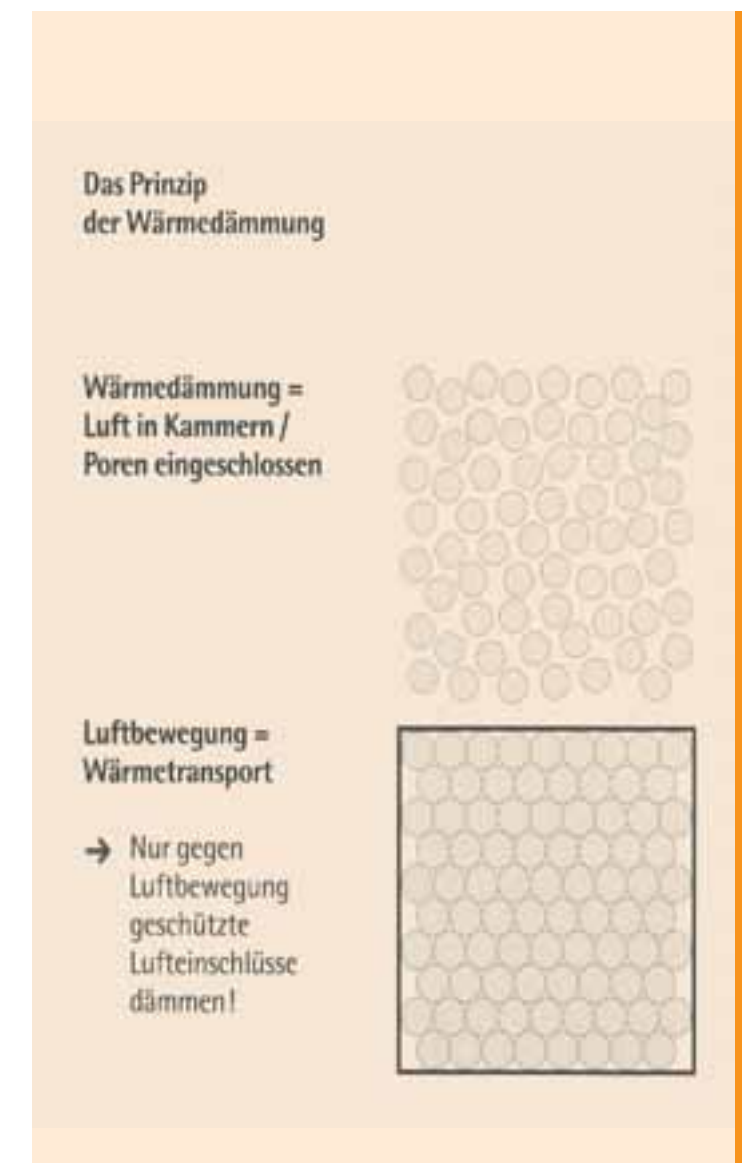 Das Prinzip
der Wärmedämmung
Wärmedämmung =
Luft in Kammern /
Poren eingeschlossen
Luftbewegung =
Wärmetransport
→ Nur gegen
Luftbewegung
geschützte
Lufteinschlüsse
dämmen!